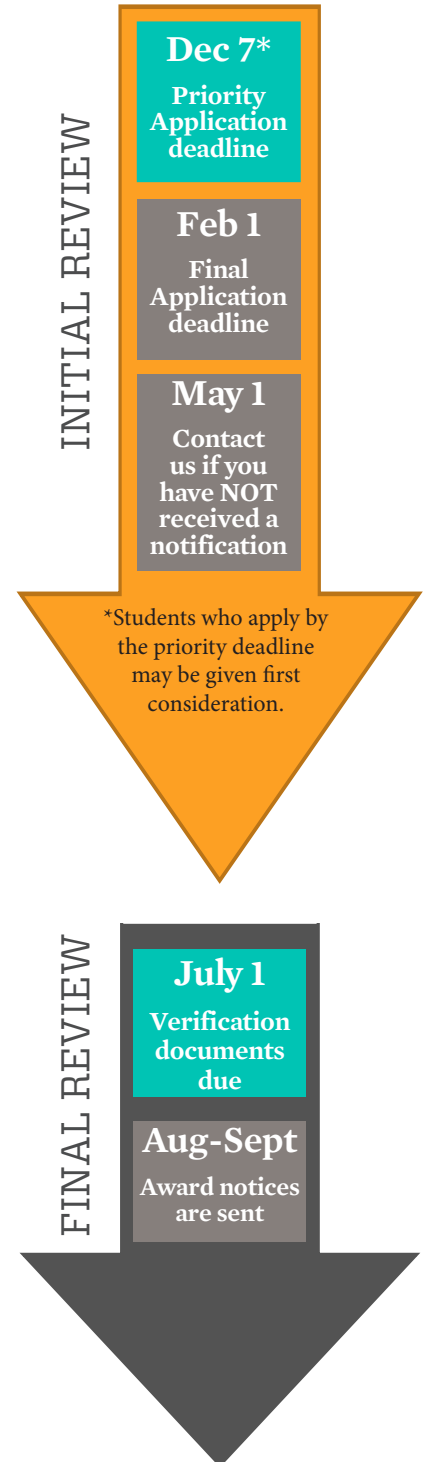 INITIAL REVIEW
Dec 7*
Priority
Application
deadline
Feb 1
Final
Application
deadline
May 1
Contact
us if you
have NOT
received a
notification
*Students who apply by
the priority deadline
may be given first
consideration.
FINAL REVIEW
July 1
Verification
documents
due
Aug-Sept
Award notices
are sent